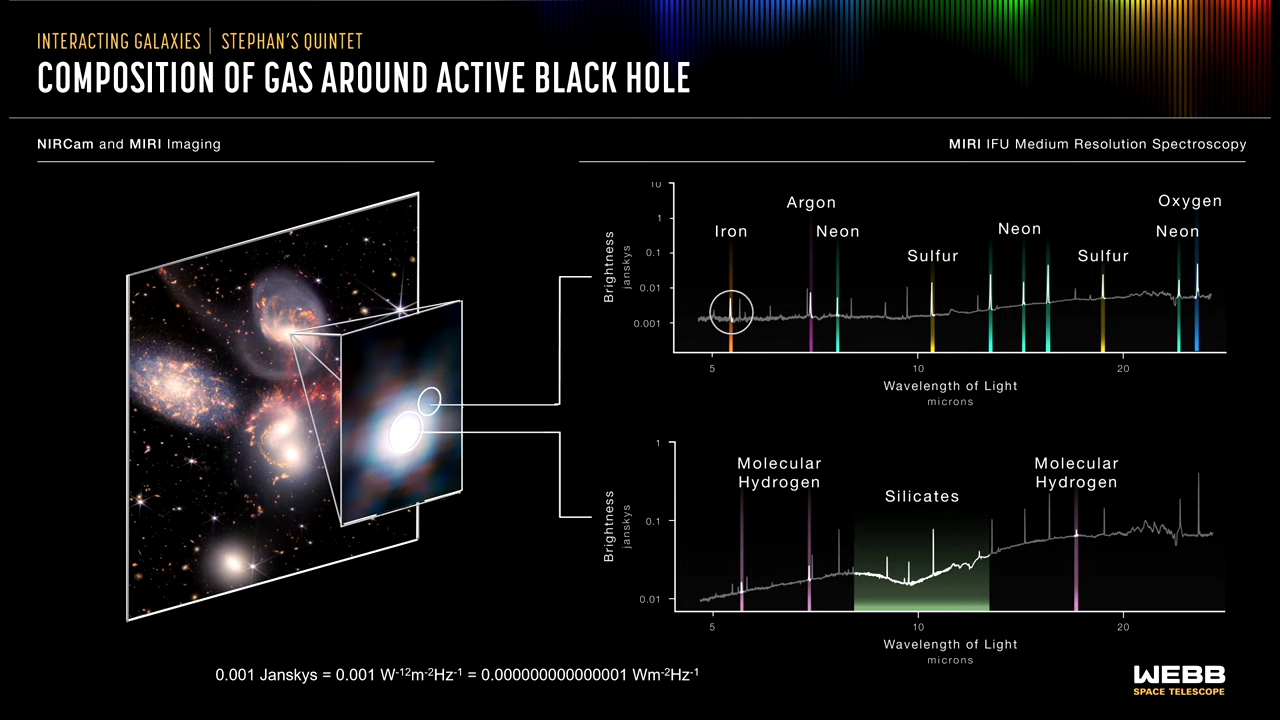 INTERACTING GALAXIES | STEPHAN'S QUINTET
COMPOSITION OF GAS AROUND ACTIVE BLACK HOLE
NIRCam and MIRI Imaging
MIRI IFU Medium Resolution Spectroscopy
10
1
0.1
0.01
0.001
Brightness
janskys
Iron
Argon
Neon
Sulfur
Neon
Sulfur
Oxygen
Neon
5
10
20
Wavelength of Light
microns
1
0.1
0.01
Brightness
janskys
Molecular
Hydrogen
Silicates
Molecular
Hydrogen
5
10
20
Wavelength of Light
microns
0.001 Janskys = 0.001 W⁻¹²m⁻²Hz⁻¹ = 0.000000000000001 Wm⁻²Hz⁻¹
WEBB
SPACE TELESCOPE